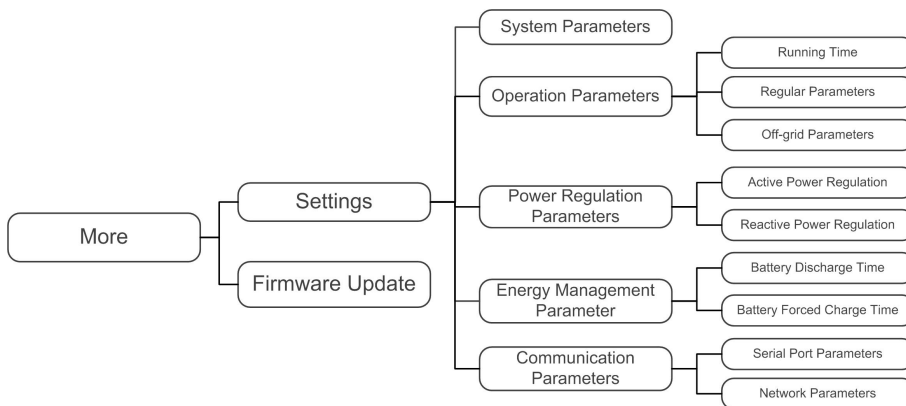 More
Settings
Firmware Update
System Parameters
Operation Parameters
Running Time
Regular Parameters
Off-grid Parameters
Power Regulation
Parameters
Active Power Regulation
Reactive Power Regulation
Energy Management
Parameter
Battery Discharge Time
Battery Forced Charge Time
Communication
Parameters
Serial Port Parameters
Network Parameters